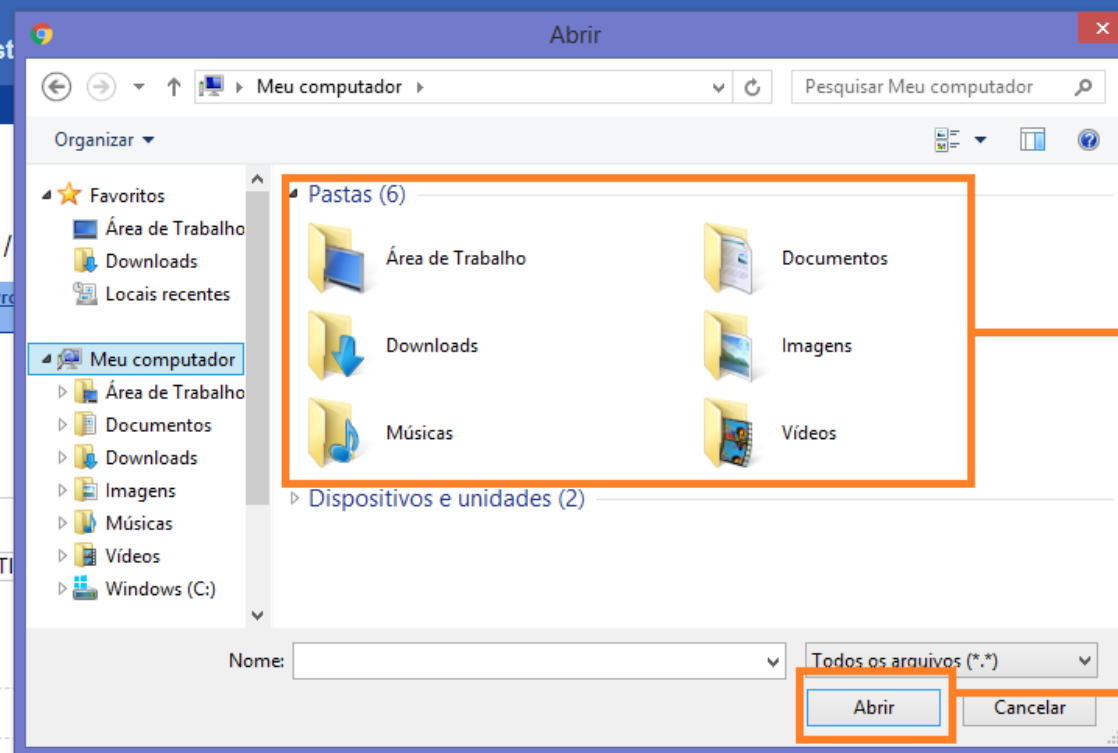 st
Abrir
Meu computador
Pesquisar Meu computador
Organizar
Favoritos
Área de Trabalho
Downloads
Locais recentes
Meu computador
Área de Trabalho
Documentos
Downloads
Imagens
Músicas
Vídeos
Windows (C:)
Pastas (6)
Área de Trabalho
Documentos
Downloads
Imagens
Músicas
Vídeos
Dispositivos e unidades (2)
Nome:
Todos os arquivos (*.*)
Abrir
Cancelar